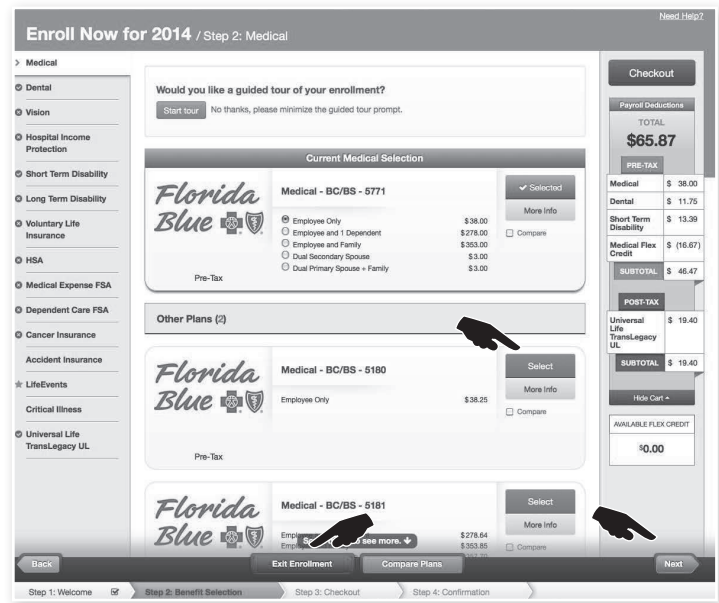 Need Help?
Enroll Now for 2014 / Step 2: Medical
Medical
Dental
Vision
Hospital Income
Protection
Short Term Disability
Long Term Disability
Voluntary Life
Insurance
HSA
Medical Expense FSA
Dependent Care FSA
Cancer Insurance
Accident Insurance
LifeEvents
Critical Illness
Universal Life
TransLegacy UL
Would you like a guided tour of your enrollment?
Start tour No thanks, please minimize the guided tour prompt.
Current Medical Selection
Florida
Blue
Pre-Tax
Medical - BC/BS - 5771
Employee Only $38.00
Employee and 1 Dependent $278.00
Employee and Family $353.00
Dual Secondary Spouse $3.00
Dual Primary Spouse + Family $3.00
Selected
More Info
Compare
Other Plans (2)
Florida
Blue
Pre-Tax
Medical - BC/BS - 5180
Employee Only $38.25
Select
More Info
Compare
Florida
Blue
Medical - BC/BS - 5181
$278.64
$353.85
Select
More Info
Compare
see more.
Checkout
Payroll Deductions
TOTAL
$65.87
PRE-TAX
Medical $ 38.00
Dental $ 11.75
Short Term
Disability $ 13.39
Medical Flex
Credit $ (16.67)
SUBTOTAL $ 46.47
POST-TAX
Universal
Life
TransLegacy
UL $ 19.40
SUBTOTAL $ 19.40
Hide Cart
AVAILABLE FLEX CREDIT
$0.00
Back
Exit Enrollment
Compare Plans
Next
Step 1: Welcome
Step 2: Benefit Selection
Step 3: Checkout
Step 4: Confirmation